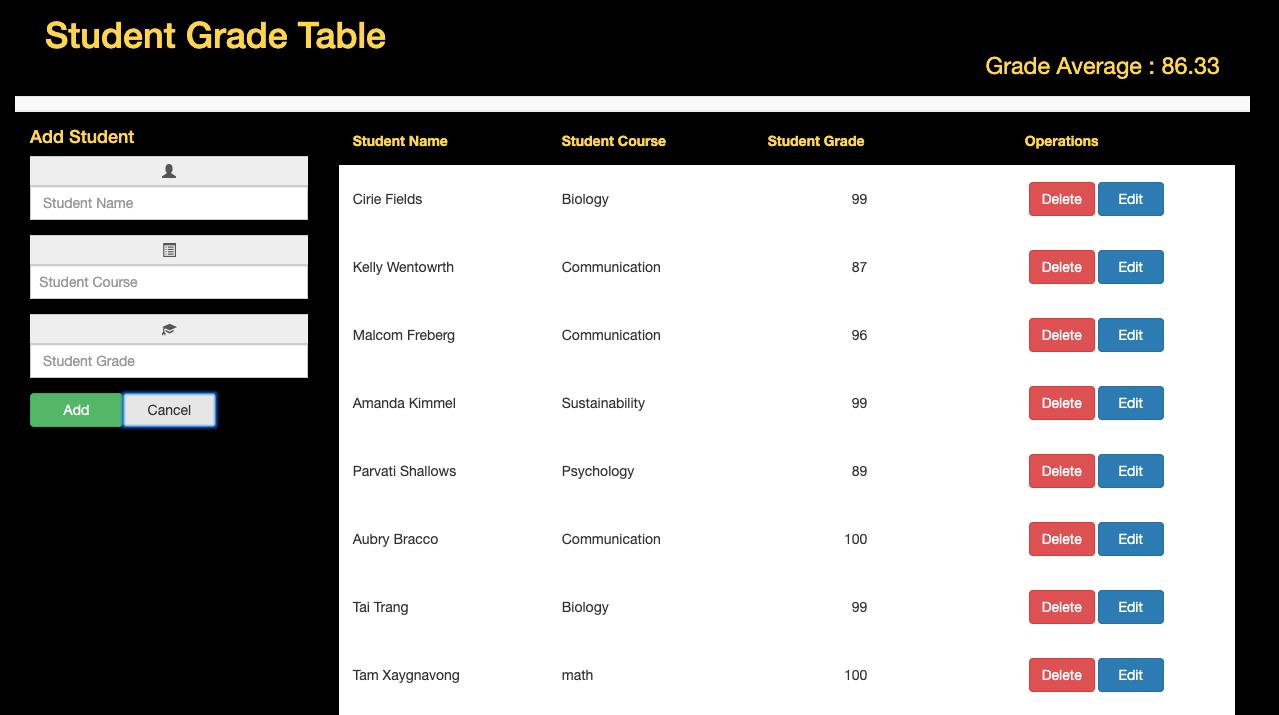 Student Grade Table
Grade Average : 86.33
Add Student
Student Name
Student Course
Student Grade
Add Cancel
Student Name Student Course Student Grade Operations
Cirie Fields Biology 99 Delete Edit
Kelly Wentowrth Communication 87 Delete Edit
Malcom Freberg Communication 96 Delete Edit
Amanda Kimmel Sustainability 99 Delete Edit
Parvati Shallows Psychology 89 Delete Edit
Aubry Bracco Communication 100 Delete Edit
Tai Trang Biology 99 Delete Edit
Tam Xaygnavong math 100 Delete Edit